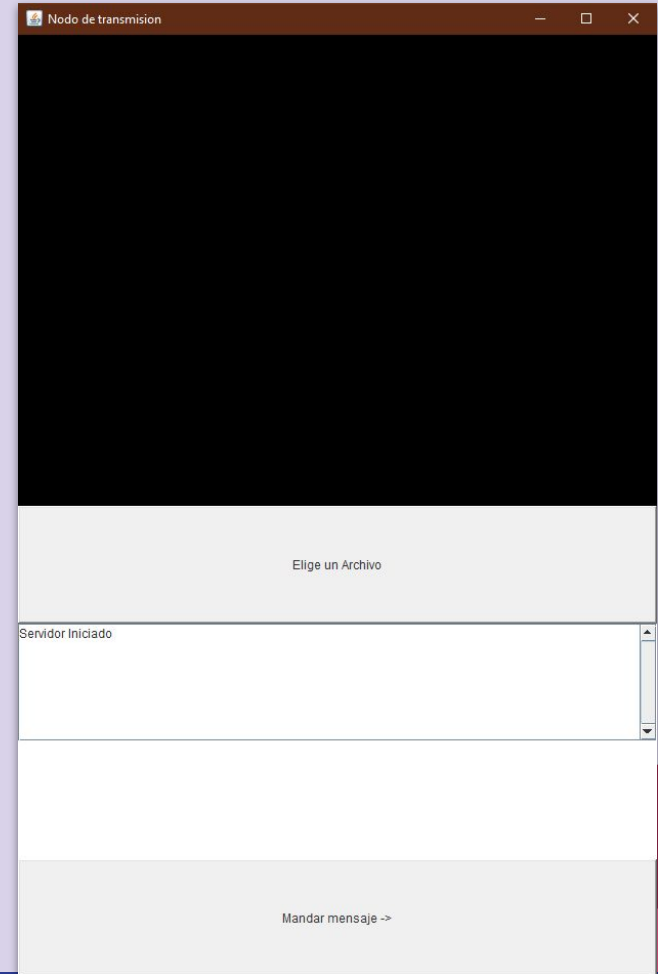 Nodo de transmision
Elige un Archivo
Servidor Iniciado
Mandar mensaje ->